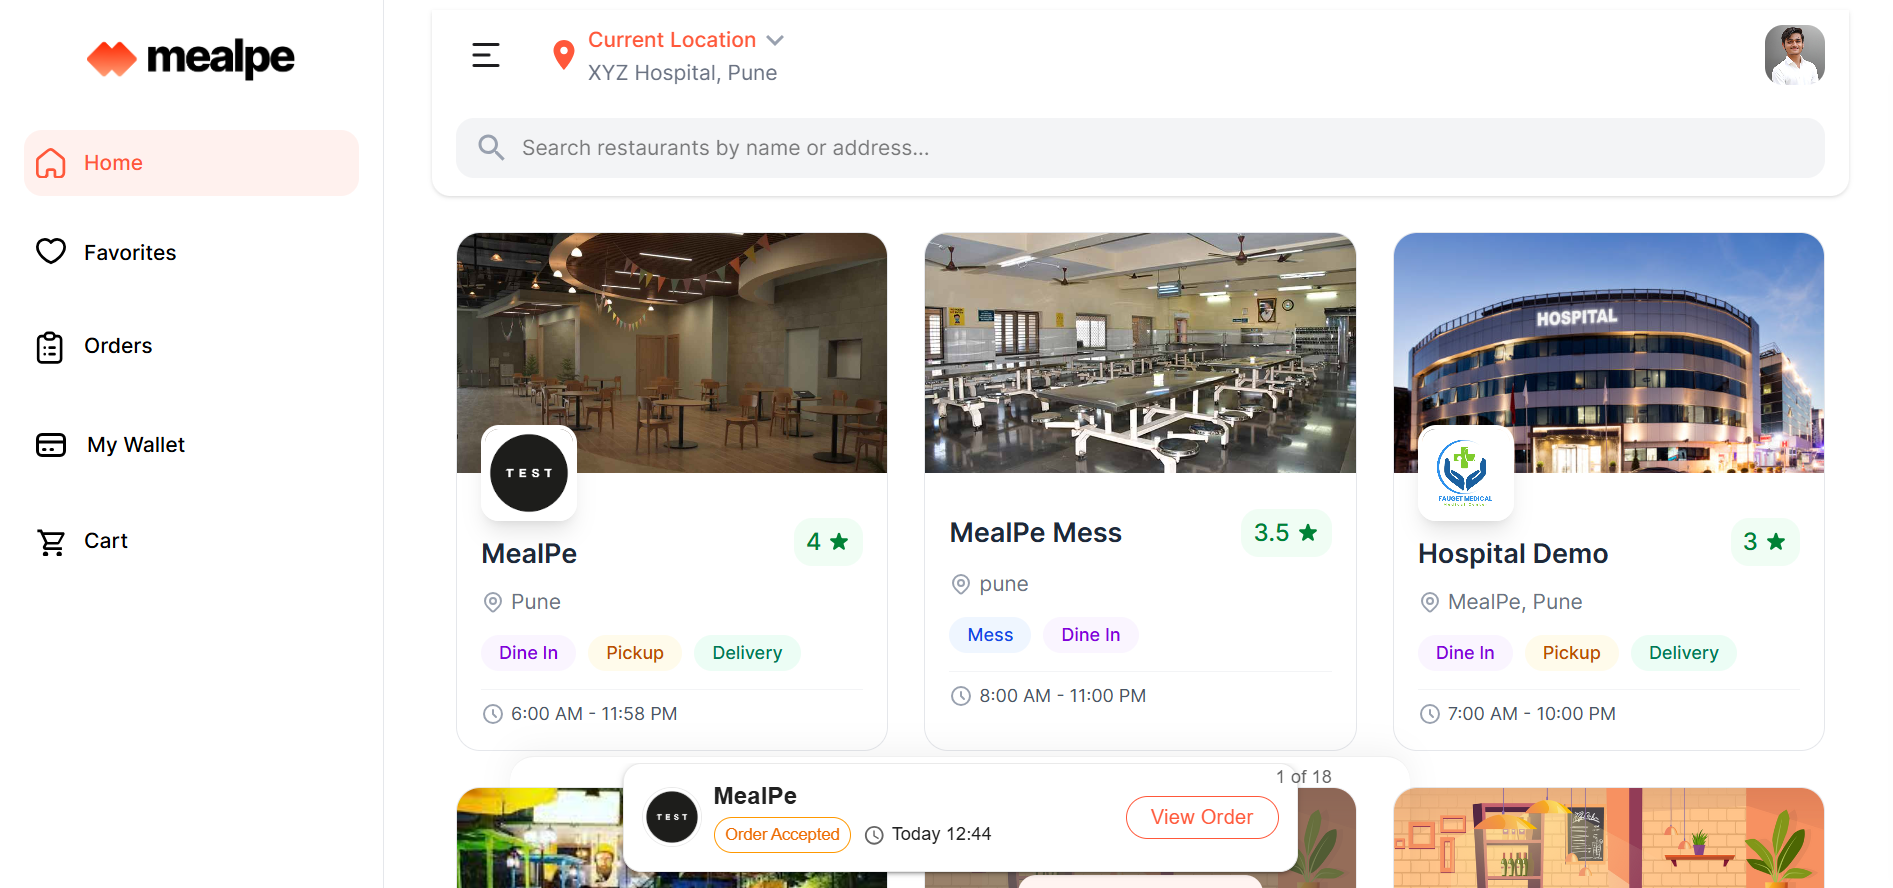 mealpe
Home
Favorites
Orders
My Wallet
Cart
Current Location
XYZ Hospital, Pune
Search restaurants by name or address...
TEST
MealPe
4
Pune
Dine In
Pickup
Delivery
6:00 AM - 11:58 PM
MealPe Mess
3.5
pune
Mess
Dine In
8:00 AM - 11:00 PM
HOSPITAL
FAUGET MEDICAL
Hospital Demo
3
MealPe, Pune
Dine In
Pickup
Delivery
7:00 AM - 10:00 PM
1 of 18
TEST
MealPe
Order Accepted
Today 12:44
View Order